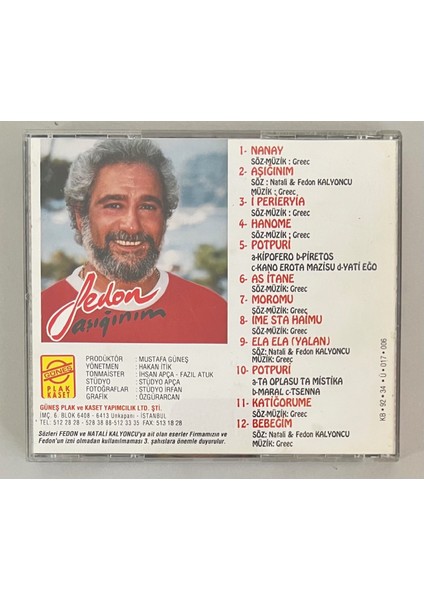 fedon
aşığınım
1- NANAY
SÖZ-MÜZİK : Greec
2- AŞIĞINIM
SÖZ : Natali & Fedon KALYONCU
MÜZİK : Greec
3- İ PERİERYİA
SÖZ-MÜZİK : Greec
4- HANOME
SÖZ-MÜZİK : Greec
5- POTPURİ
a-KİPOFERO b-PİRETOS
c-KANO EROTA MAZİSU d-YATİ EĞO
6- AS İTANE
SÖZ-MÜZİK: Greec
7- MOROMU
SÖZ-MÜZİK: Greec
8- İME STA HAİMU
SÖZ-MÜZİK: Greec
9- ELA ELA (YALAN)
SÖZ: Natali & Fedon KALYONCU
MÜZİK: Greec
10- POTPURİ
a-TA OPLASU TA MİSTİKA
b-MARAL c-TSENNA
11- KATİĞORUME
SÖZ-MÜZİK: Greec
12- BEBEĞİM
SÖZ: Natali & Fedon KALYONCU
MÜZİK: Greec
GÜNEŞ
PLAK
KASET
PRODÜKTÖR : MUSTAFA GÜNEŞ
YÖNETMEN : HAKAN İTİK
TONMAISTER : İHSAN APÇA - FAZIL ATUK
STÜDYO : STÜDYO APÇA
FOTOĞRAFLAR : STÜDYO İRFAN
GRAFİK : ÖZGÜRARCAN
GÜNEŞ PLAK ve KASET YAPIMCILIK LTD. ŞTİ.
İMÇ. 6. BLOK 6408 - 6413 Unkapanı - İSTANBUL
TEL: 512 28 28 - 528 38 88-512 33 35 FAX: 513 18 28
Sözleri FEDON ve NATALİ KALYONCU'ya ait olan eserler Firmamızın ve
Fedon'un izni olmadan kullanılmaması 3. şahıslara önemle duyurulur.
KB • 92 • 34 • Ü • 017 • 006